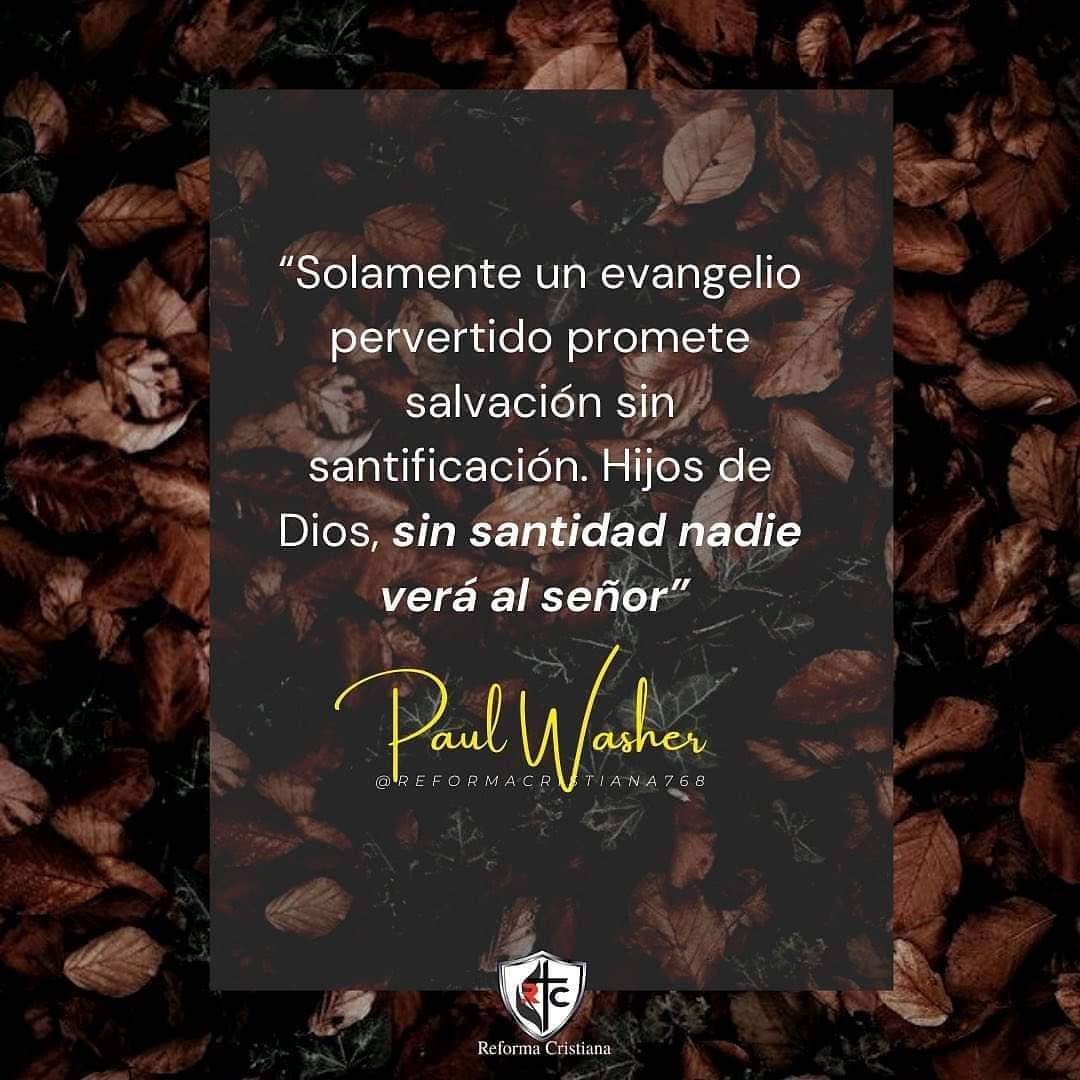 “Solamente un evangelio
pervertido promete
salvación sin
santificación. Hijos de
Dios, sin santidad nadie
verá al señor”
Paul Washer
@REFORMACRISTIANA768
RTC
Reforma Cristiana